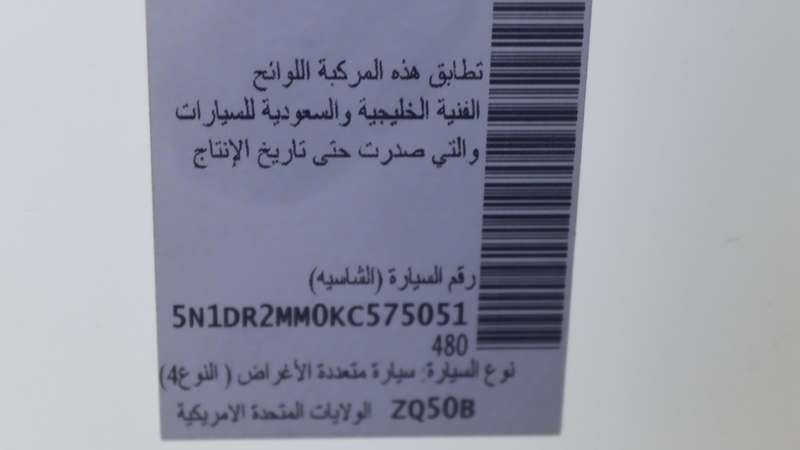 تطابق هذه المركبة اللوائح
الفنية الخليجية والسعودية للسيارات
والتي صدرت حتى تاريخ الإنتاج
رقم السيارة (الشاسيه)
5N1DR2MM0KC575051
480
نوع السيارة: سيارة متعددة الأغراض ( النوع4)
ZQ50B الولايات المتحدة الامريكية